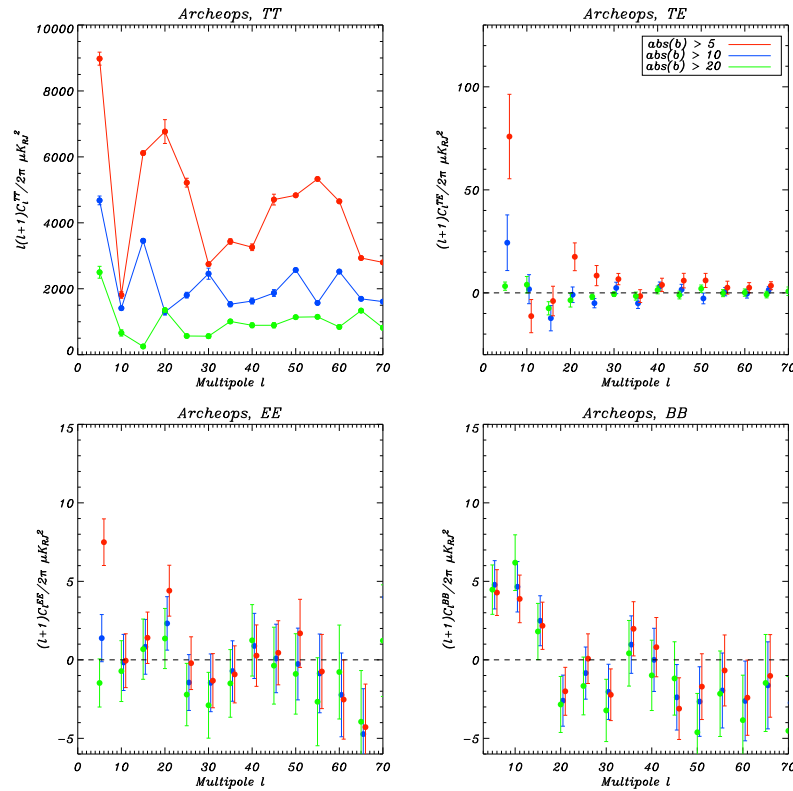 Archeops, TT
l(l+1)C_l^TT/2π μK_RJ^2
0
2000
4000
6000
8000
10000
0 10 20 30 40 50 60 70
Multipole l
Archeops, TE
abs(b) > 5
abs(b) > 10
abs(b) > 20
(l+1)C_l^TE/2π μK_RJ^2
0
50
100
0 10 20 30 40 50 60 70
Multipole l
Archeops, EE
(l+1)C_l^EE/2π μK_RJ^2
−5
0
5
10
15
0 10 20 30 40 50 60 70
Multipole l
Archeops, BB
(l+1)C_l^BB/2π μK_RJ^2
−5
0
5
10
15
10 20 30 40 50 60 70
Multipole l